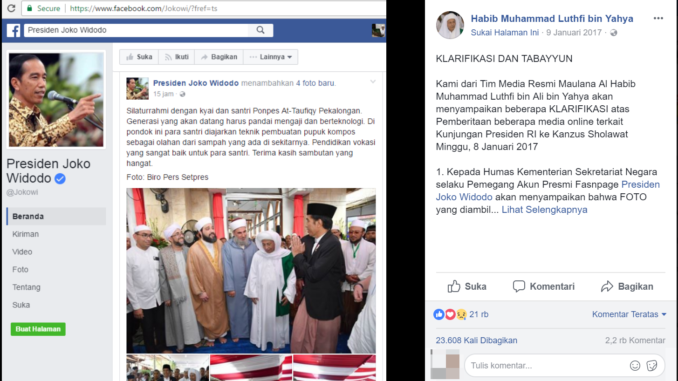 Secure
https://www.facebook.com/Jokowi/?fref=ts
Presiden Joko Widodo
Presiden Joko
Widodo
@Jokowi
Beranda
Kiriman
Video
Foto
Tentang
Suka
Buat Halaman
Suka
Ikuti
Bagikan
Lainnya
Presiden Joko Widodo menambahkan 4 foto baru.
15 jam
Silaturrahmi dengan kyai dan santri Ponpes At-Taufiqy Pekalongan.
Generasi yang akan datang harus pandai mengaji dan berteknologi. Di
pondok ini para santri diajarkan teknik pembuatan pupuk kompos
sebagai olahan dari sampah yang ada di sekitarnya. Pendidikan vokasi
yang sangat baik untuk para santri. Terima kasih sambutan yang
hangat.
Foto: Biro Pers Setpres
Habib Muhammad Luthfi bin Yahya
Sukai Halaman Ini · 9 Januari 2017 ·
KLARIFIKASI DAN TABAYYUN
Kami dari Tim Media Resmi Maulana Al Habib
Muhammad Luthfi bin Ali bin Yahya akan
menyampaikan beberapa KLARIFIKASI atas
Pemberitaan beberapa media online terkait
Kunjungan Presiden RI ke Kanzus Sholawat
Minggu, 8 Januari 2017
1. Kepada Humas Kementerian Sekretariat Negara
selaku Pemegang Akun Presmi Fasnpage Presiden
Joko Widodo akan menyampaikan bahwa FOTO
yang diambil... Lihat Selengkapnya
Suka
Komentari
Bagikan
21 rb
Komentar Teratas
23.608 Kali Dibagikan
2,2 rb Komentar
Tulis komentar...